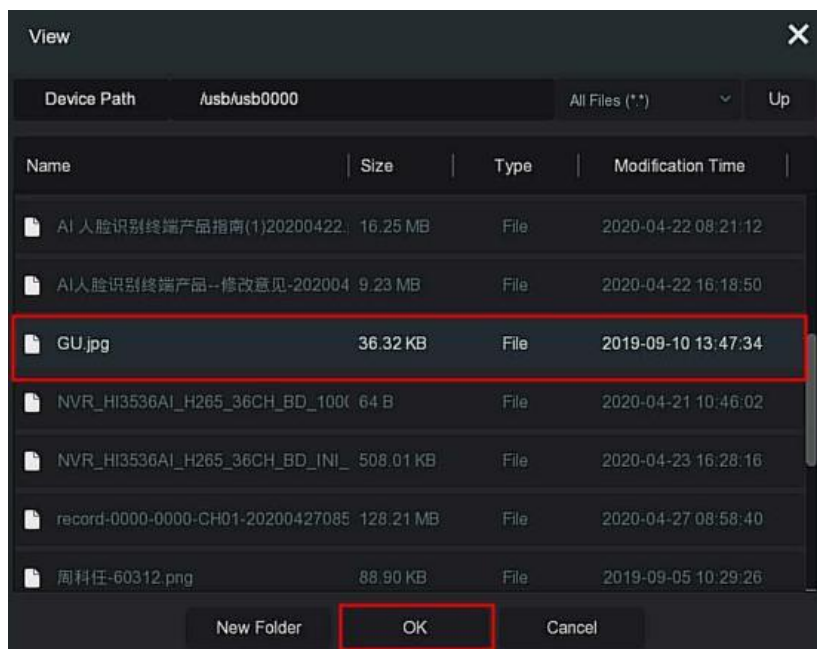 View
Device Path /usb/usb0000 All Files (*.*) Up
Name Size Type Modification Time
AI 人脸识别终端产品指南(1)20200422. 16.25 MB File 2020-04-22 08:21:12
AI人脸识别终端产品--修改意见-202004 9.23 MB File 2020-04-22 16:18:50
GU.jpg 36.32 KB File 2019-09-10 13:47:34
NVR_HI3536AI_H265_36CH_BD_100( 64 B File 2020-04-21 10:46:02
NVR_HI3536AI_H265_36CH_BD_INI_ 508.01 KB File 2020-04-23 16:28:16
record-0000-0000-CH01-20200427085 128.21 MB File 2020-04-27 08:58:40
周科任-60312.png 88.90 KB File 2019-09-05 10:29:26
New Folder OK Cancel